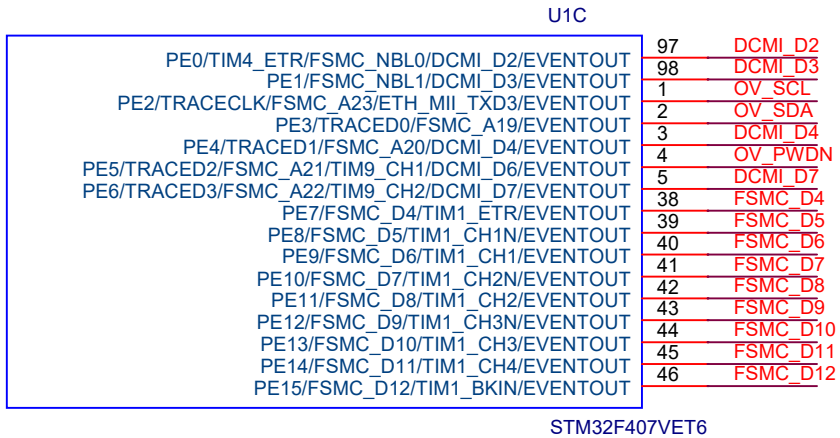 U1C
PE0/TIM4_ETR/FSMC_NBL0/DCMI_D2/EVENTOUT 97 DCMI_D2
PE1/FSMC_NBL1/DCMI_D3/EVENTOUT 98 DCMI_D3
PE2/TRACECLK/FSMC_A23/ETH_MII_TXD3/EVENTOUT 1 OV_SCL
PE3/TRACED0/FSMC_A19/EVENTOUT 2 OV_SDA
PE4/TRACED1/FSMC_A20/DCMI_D4/EVENTOUT 3 DCMI_D4
PE5/TRACED2/FSMC_A21/TIM9_CH1/DCMI_D6/EVENTOUT 4 OV_PWDN
PE6/TRACED3/FSMC_A22/TIM9_CH2/DCMI_D7/EVENTOUT 5 DCMI_D7
PE7/FSMC_D4/TIM1_ETR/EVENTOUT 38 FSMC_D4
PE8/FSMC_D5/TIM1_CH1N/EVENTOUT 39 FSMC_D5
PE9/FSMC_D6/TIM1_CH1/EVENTOUT 40 FSMC_D6
PE10/FSMC_D7/TIM1_CH2N/EVENTOUT 41 FSMC_D7
PE11/FSMC_D8/TIM1_CH2/EVENTOUT 42 FSMC_D8
PE12/FSMC_D9/TIM1_CH3N/EVENTOUT 43 FSMC_D9
PE13/FSMC_D10/TIM1_CH3/EVENTOUT 44 FSMC_D10
PE14/FSMC_D11/TIM1_CH4/EVENTOUT 45 FSMC_D11
PE15/FSMC_D12/TIM1_BKIN/EVENTOUT 46 FSMC_D12
STM32F407VET6